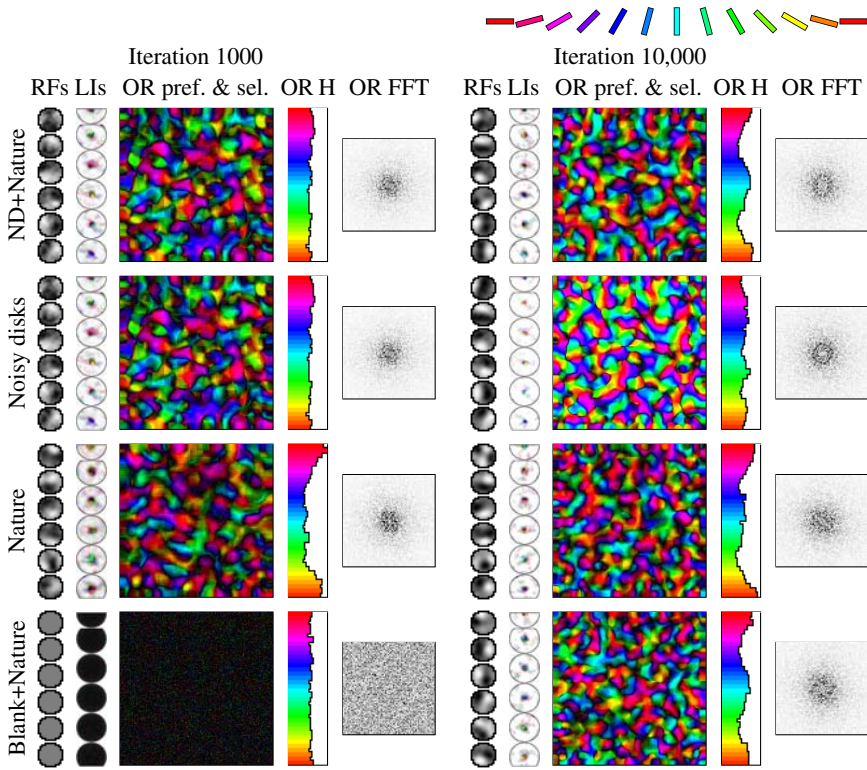 Iteration 1000
Iteration 10,000
RFs LIs OR pref. & sel. OR H OR FFT
RFs LIs OR pref. & sel. OR H OR FFT
ND+Nature
Noisy disks
Nature
Blank+Nature